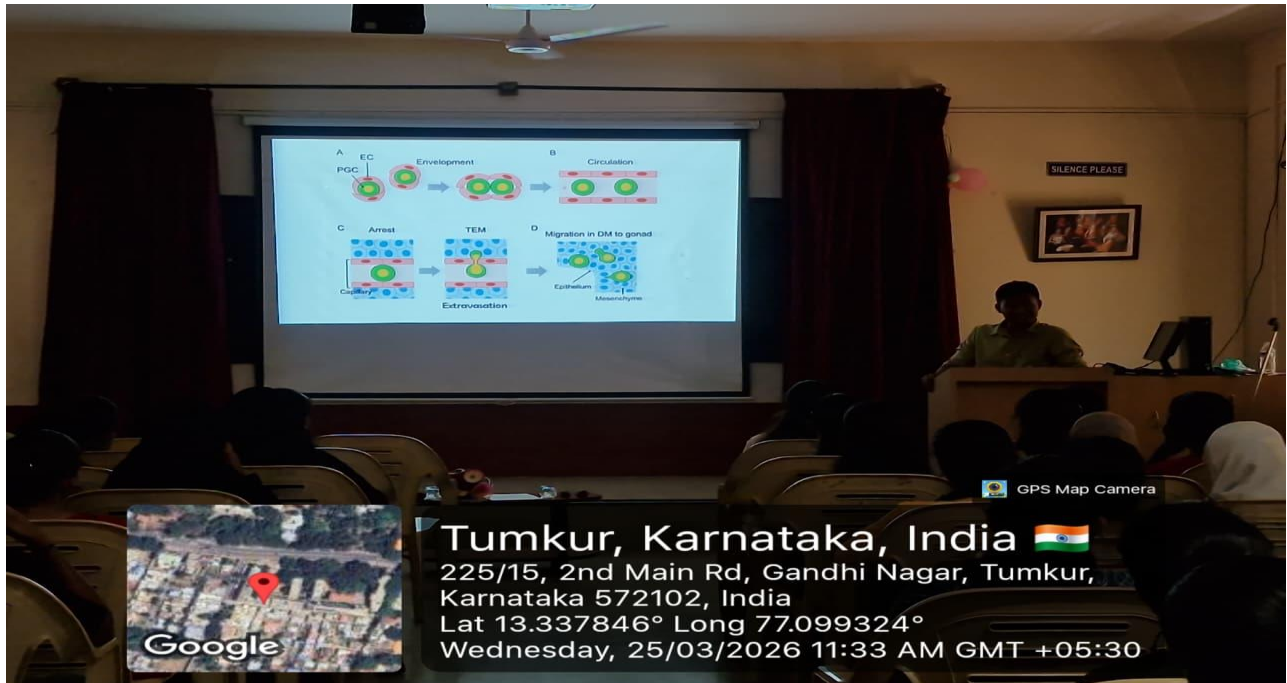 A
EC
PGC
Envelopment
B
Circulation
C
Arrest
TEM
D
Migration in DM to gonad
Capillary
Epithelium
Mesenchyme
Extravasation
SILENCE PLEASE
GPS Map Camera
Google
Tumkur, Karnataka, India
225/15, 2nd Main Rd, Gandhi Nagar, Tumkur,
Karnataka 572102, India
Lat 13.337846° Long 77.099324°
Wednesday, 25/03/2026 11:33 AM GMT +05:30